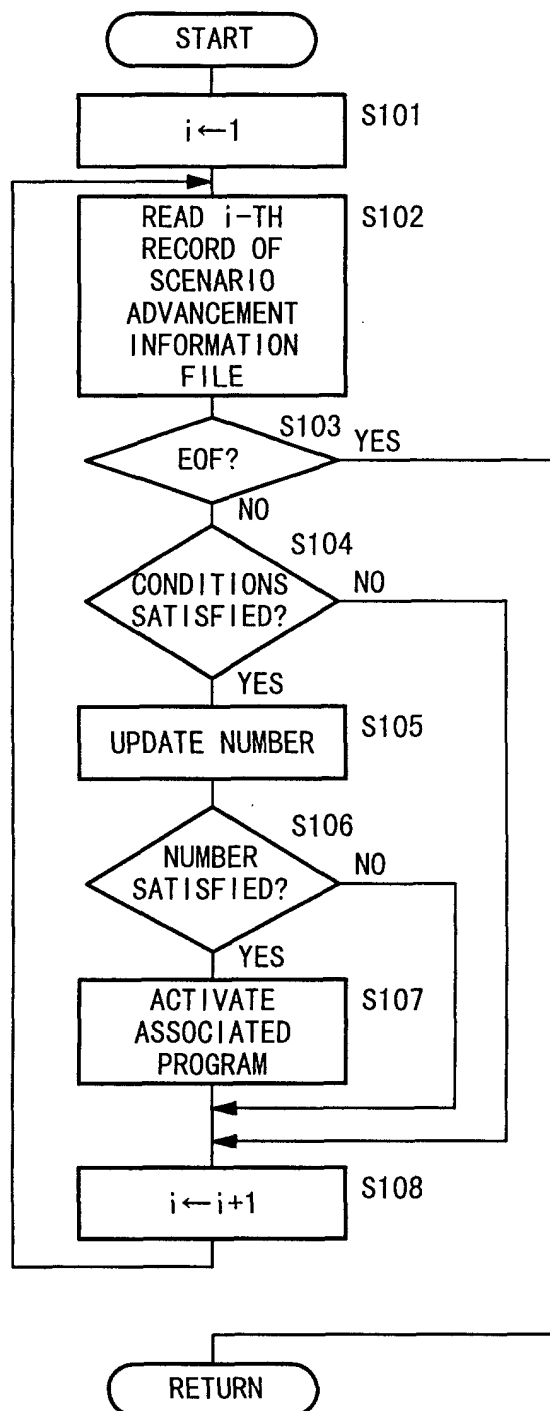 START
i←1
S101
READ i-TH
RECORD OF
SCENARIO
ADVANCEMENT
INFORMATION
FILE
S102
S103
EOF?
YES
NO
S104
CONDITIONS
SATISFIED?
NO
YES
UPDATE NUMBER
S105
S106
NUMBER
SATISFIED?
NO
YES
ACTIVATE
ASSOCIATED
PROGRAM
S107
i←i+1
S108
RETURN